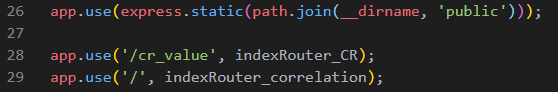 26 app.use(express.static(path.join(__dirname, 'public')));
27
28 app.use('/cr_value', indexRouter_CR);
29 app.use('/', indexRouter_correlation);